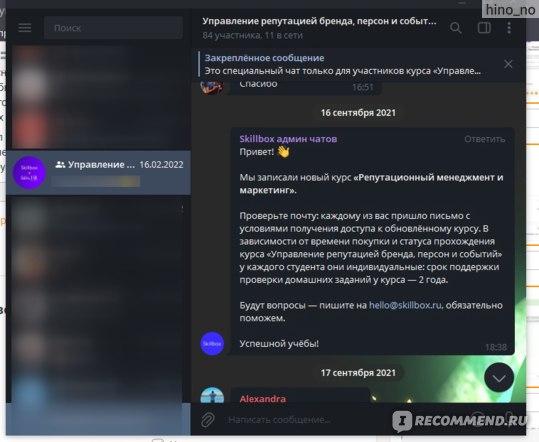 hino_no
Поиск
Управление репутацией бренда, персон и событ...
84 участника, 11 в сети
Закреплённое сообщение
Это специальный чат только для участников курса «Управле...
Спасибо
16:51
16 сентября 2021
Управление ...
16.02.2022
Skillbox админ чатов
Ответить
Привет! 👋
Мы записали новый курс «Репутационный менеджмент и
маркетинг».
Проверьте почту: каждому из вас пришло письмо с
условиями получения доступа к обновлённому курсу. В
зависимости от времени покупки и статуса прохождения
курса «Управление репутацией бренда, персон и событий»
у каждого студента они индивидуальные: срок поддержки
проверки домашних заданий у курса — 2 года.
Будут вопросы — пишите на hello@skillbox.ru, обязательно
поможем.
Успешной учёбы!
Skillbox
18:38
17 сентября 2021
Alexandra
Написать сообщение...
IRECOMMEND.RU